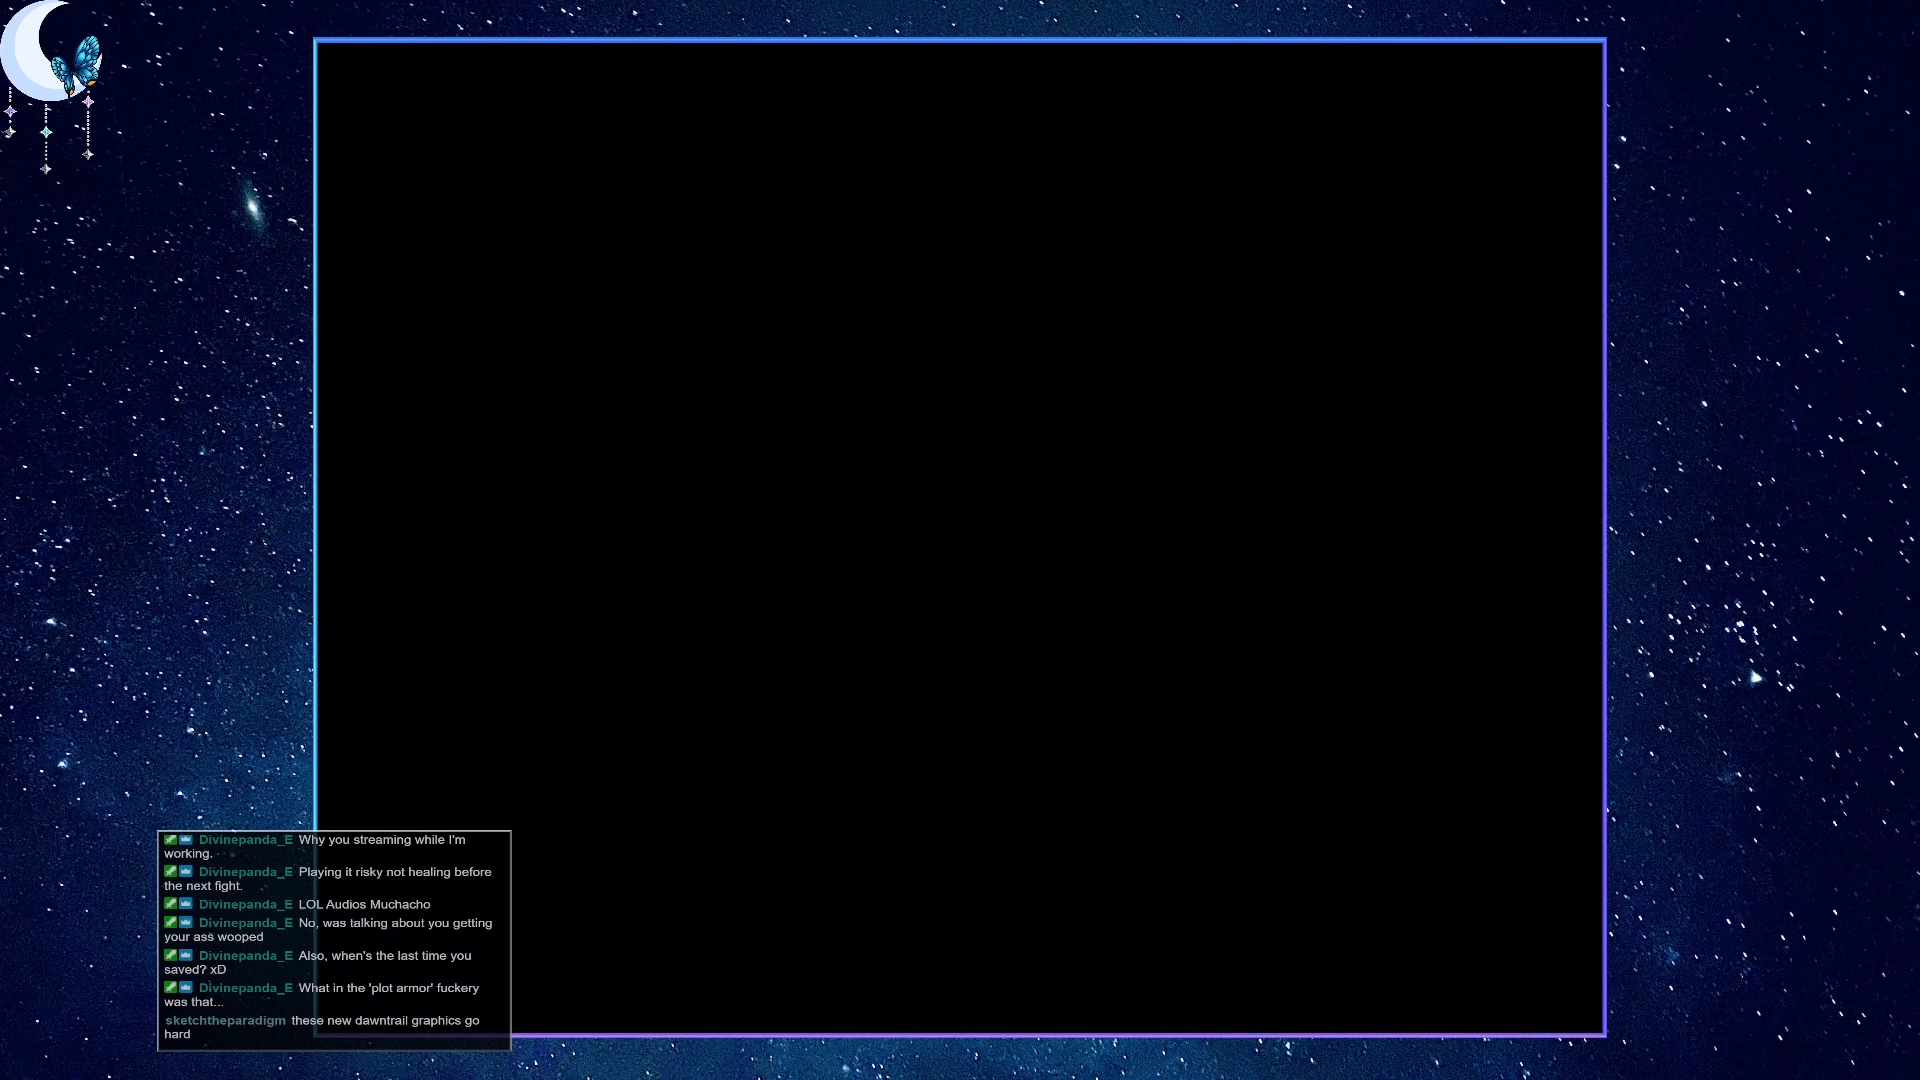 Divinepanda_E Why you streaming while I'm
working.
Divinepanda_E Playing it risky not healing before
the next fight.
Divinepanda_E LOL Audios Muchacho
Divinepanda_E No, was talking about you getting
your ass wooped
Divinepanda_E Also, when's the last time you
saved? xD
Divinepanda_E What in the 'plot armor' fuckery
was that...
sketchtheparadigm these new dawntrail graphics go
hard